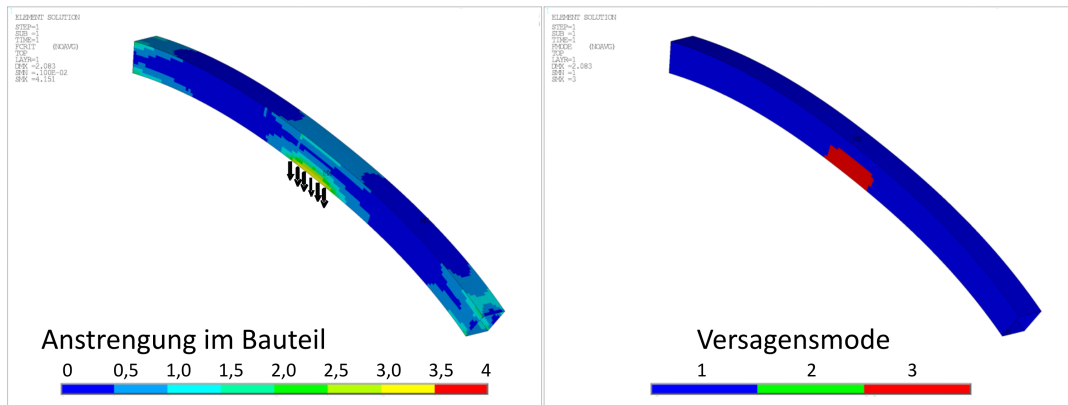 ELEMENT SOLUTION
STEP=1
SUB =1
TIME=1
FCRIT (NOAVG)
TOP
LAYR=1
DMX =2.083
SMN =.100E-02
SMX =4.151
Anstrengung im Bauteil
0 0,5 1,0 1,5 2,0 2,5 3,0 3,5 4
ELEMENT SOLUTION
STEP=1
SUB =1
TIME=1
FMODE (NOAVG)
TOP
LAYR=1
DMX =2.083
SMN =1
SMX =3
Versagensmode
1 2 3